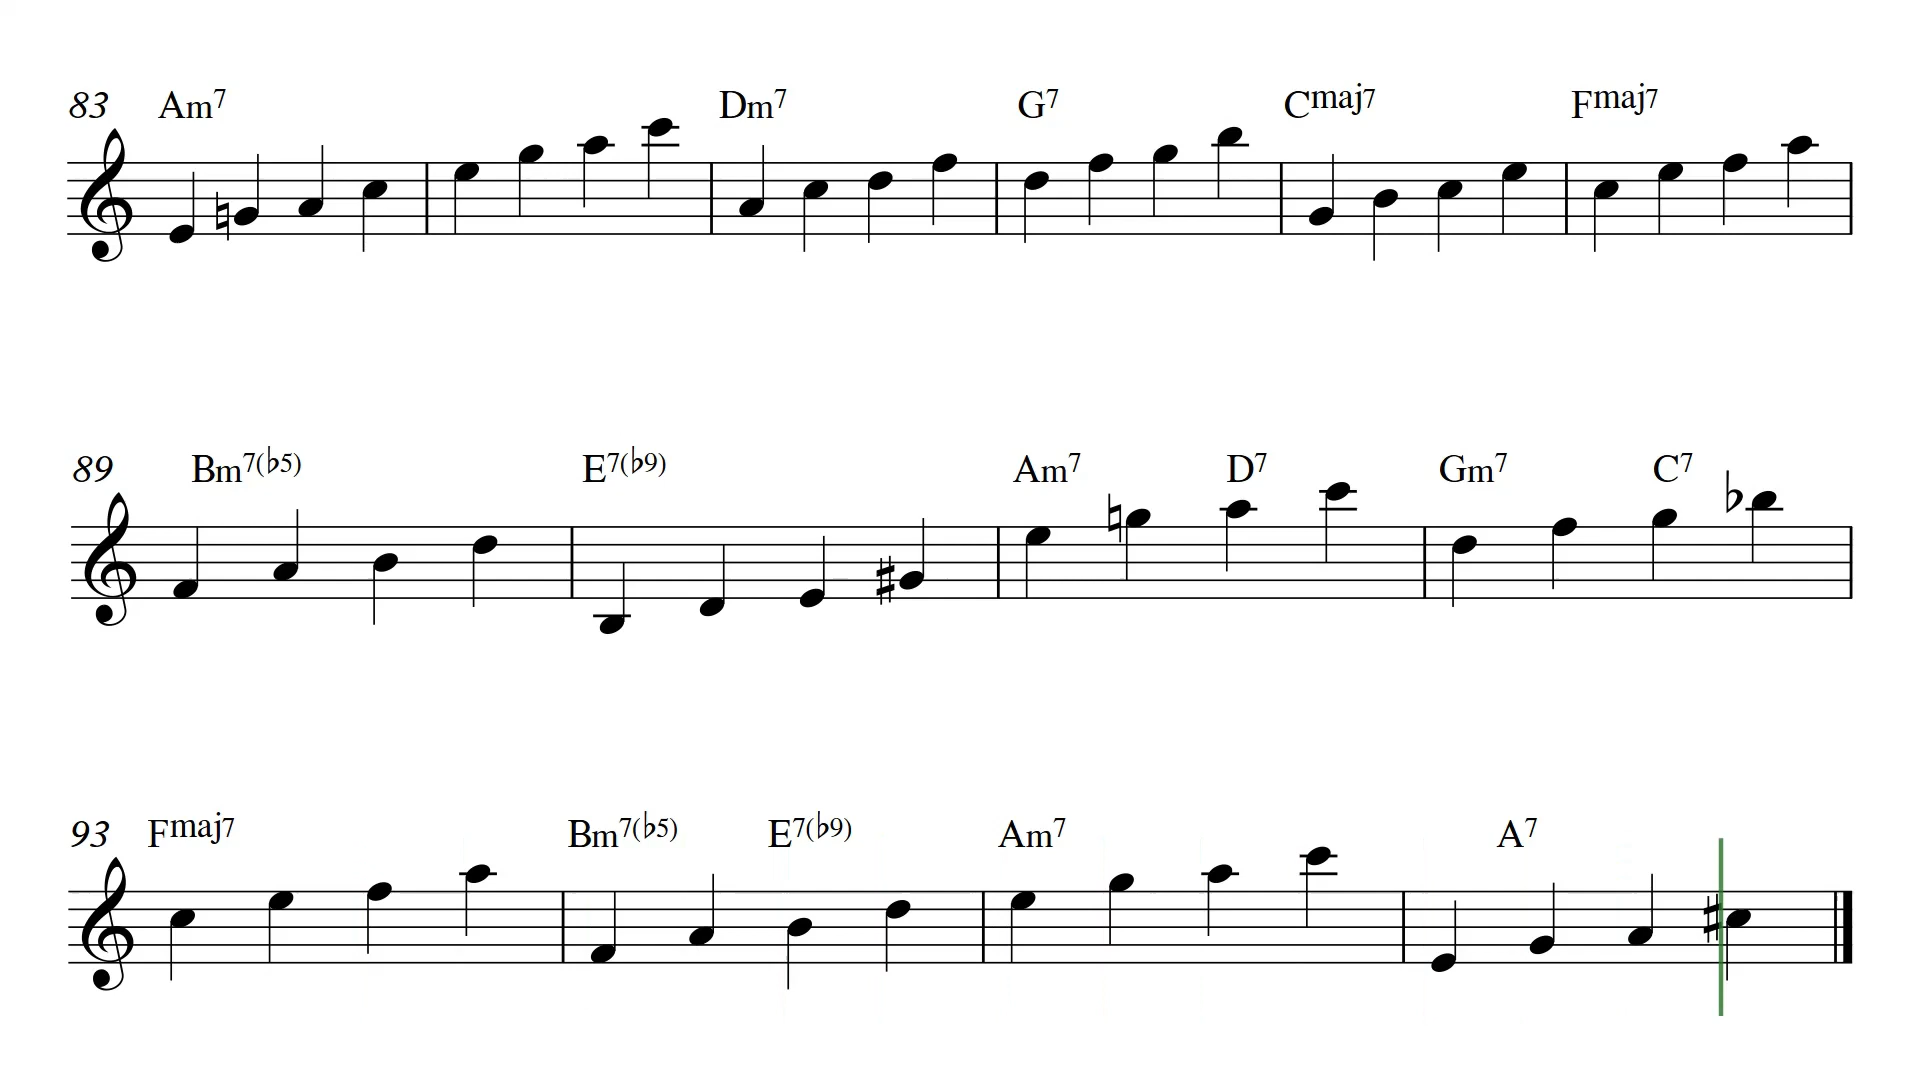 83 Am7 Dm7 G7 Cmaj7 Fmaj7
89 Bm7(♭5) E7(♭9) Am7 D7 Gm7 C7
93 Fmaj7 Bm7(♭5) E7(♭9) Am7 A7